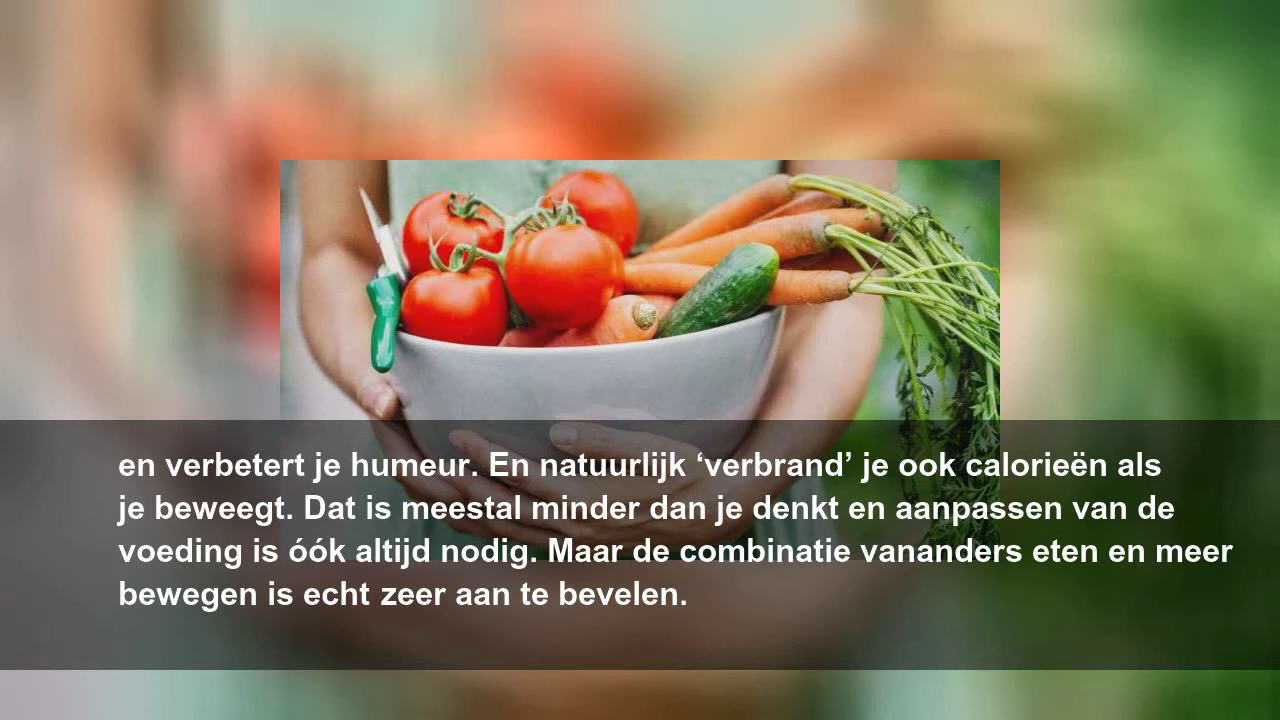 en verbetert je humeur. En natuurlijk ‘verbrand’ je ook calorieën als
je beweegt. Dat is meestal minder dan je denkt en aanpassen van de
voeding is óók altijd nodig. Maar de combinatie vananders eten en meer
bewegen is echt zeer aan te bevelen.